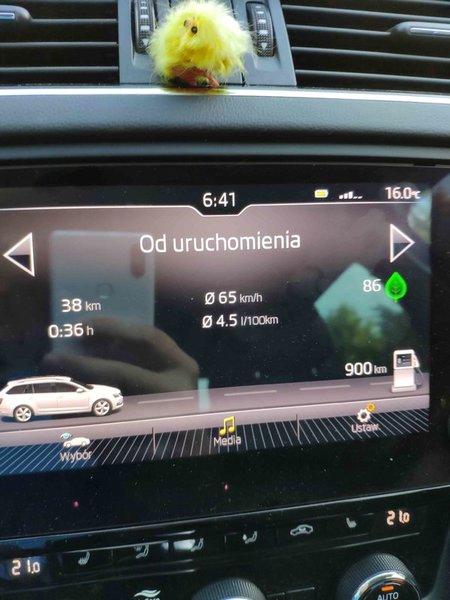 6:41
16.0°C
Od uruchomienia
86
38 km
Ø 65 km/h
0:36 h
Ø 4.5 l/100km
900 km
Wybór
Media
Ustaw
21.0
21.0
AUTO